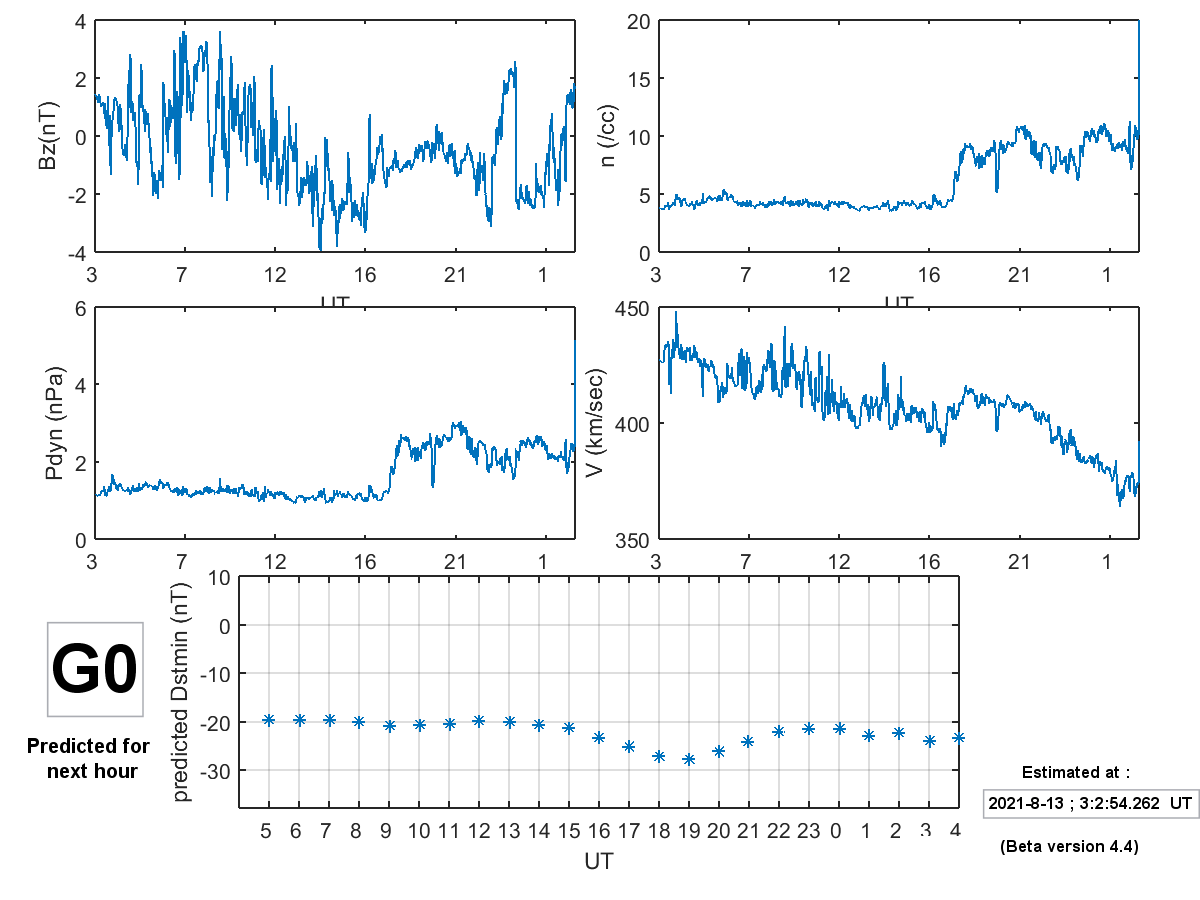 Bz(nT)
4
2
0
-2
-4
3 7 12 16 21 1
UT
n (/cc)
20
15
10
5
0
3 7 12 16 21 1
UT
Pdyn (nPa)
6
4
2
0
3 7 12 16 21 1
V (km/sec)
450
400
350
3 7 12 16 21 1
G0
Predicted for
next hour
predicted Dstmin (nT)
10
0
-10
-20
-30
5 6 7 8 9 10 11 12 13 14 15 16 17 18 19 20 21 22 23 0 1 2 3 4
UT
Estimated at :
2021-8-13 ; 3:2:54.262 UT
(Beta version 4.4)